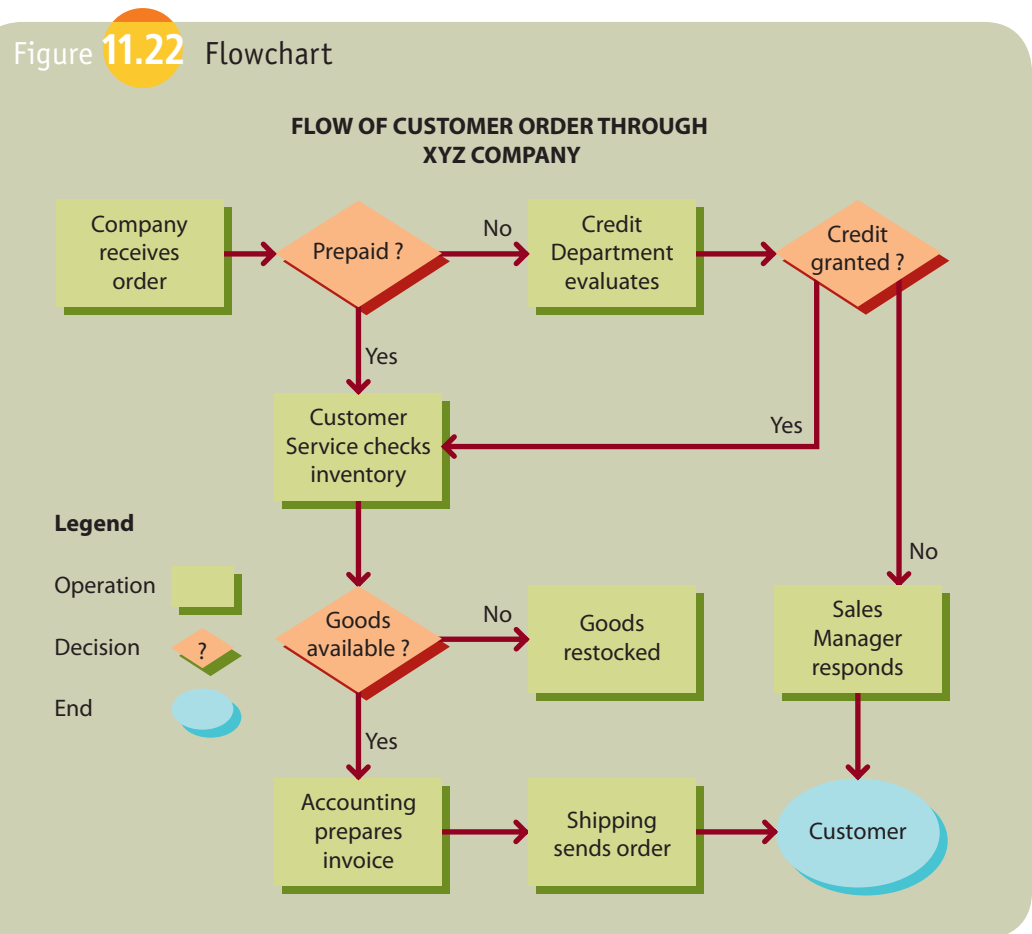 Figure 11.22 Flowchart
FLOW OF CUSTOMER ORDER THROUGH
XYZ COMPANY
Company
receives
order
Prepaid ?
No
Credit
Department
evaluates
Credit
granted ?
Yes
Customer
Service checks
inventory
Yes
No
Legend
Operation
Decision
?
End
Goods
available ?
No
Goods
restocked
Sales
Manager
responds
Yes
Accounting
prepares
invoice
Shipping
sends order
Customer